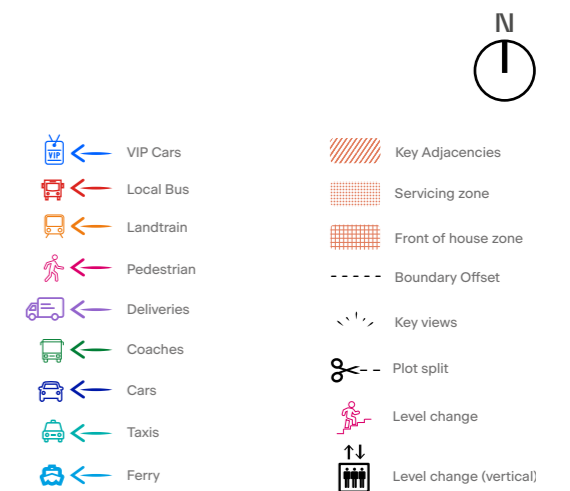 N
VIP
VIP Cars
Local Bus
Landtrain
Pedestrian
Deliveries
Coaches
Cars
Taxis
Ferry
Key Adjacencies
Servicing zone
Front of house zone
Boundary Offset
Key views
Plot split
Level change
Level change (vertical)